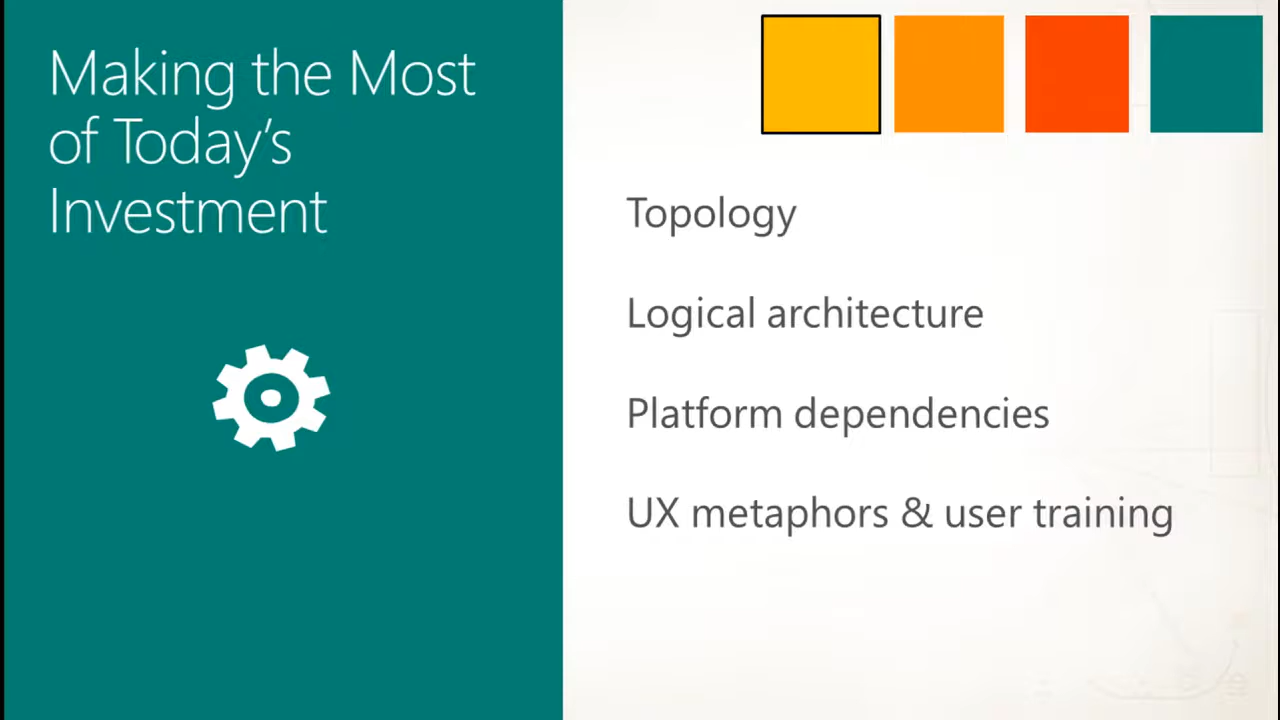 Making the Most
of Today’s
Investment
Topology
Logical architecture
Platform dependencies
UX metaphors & user training